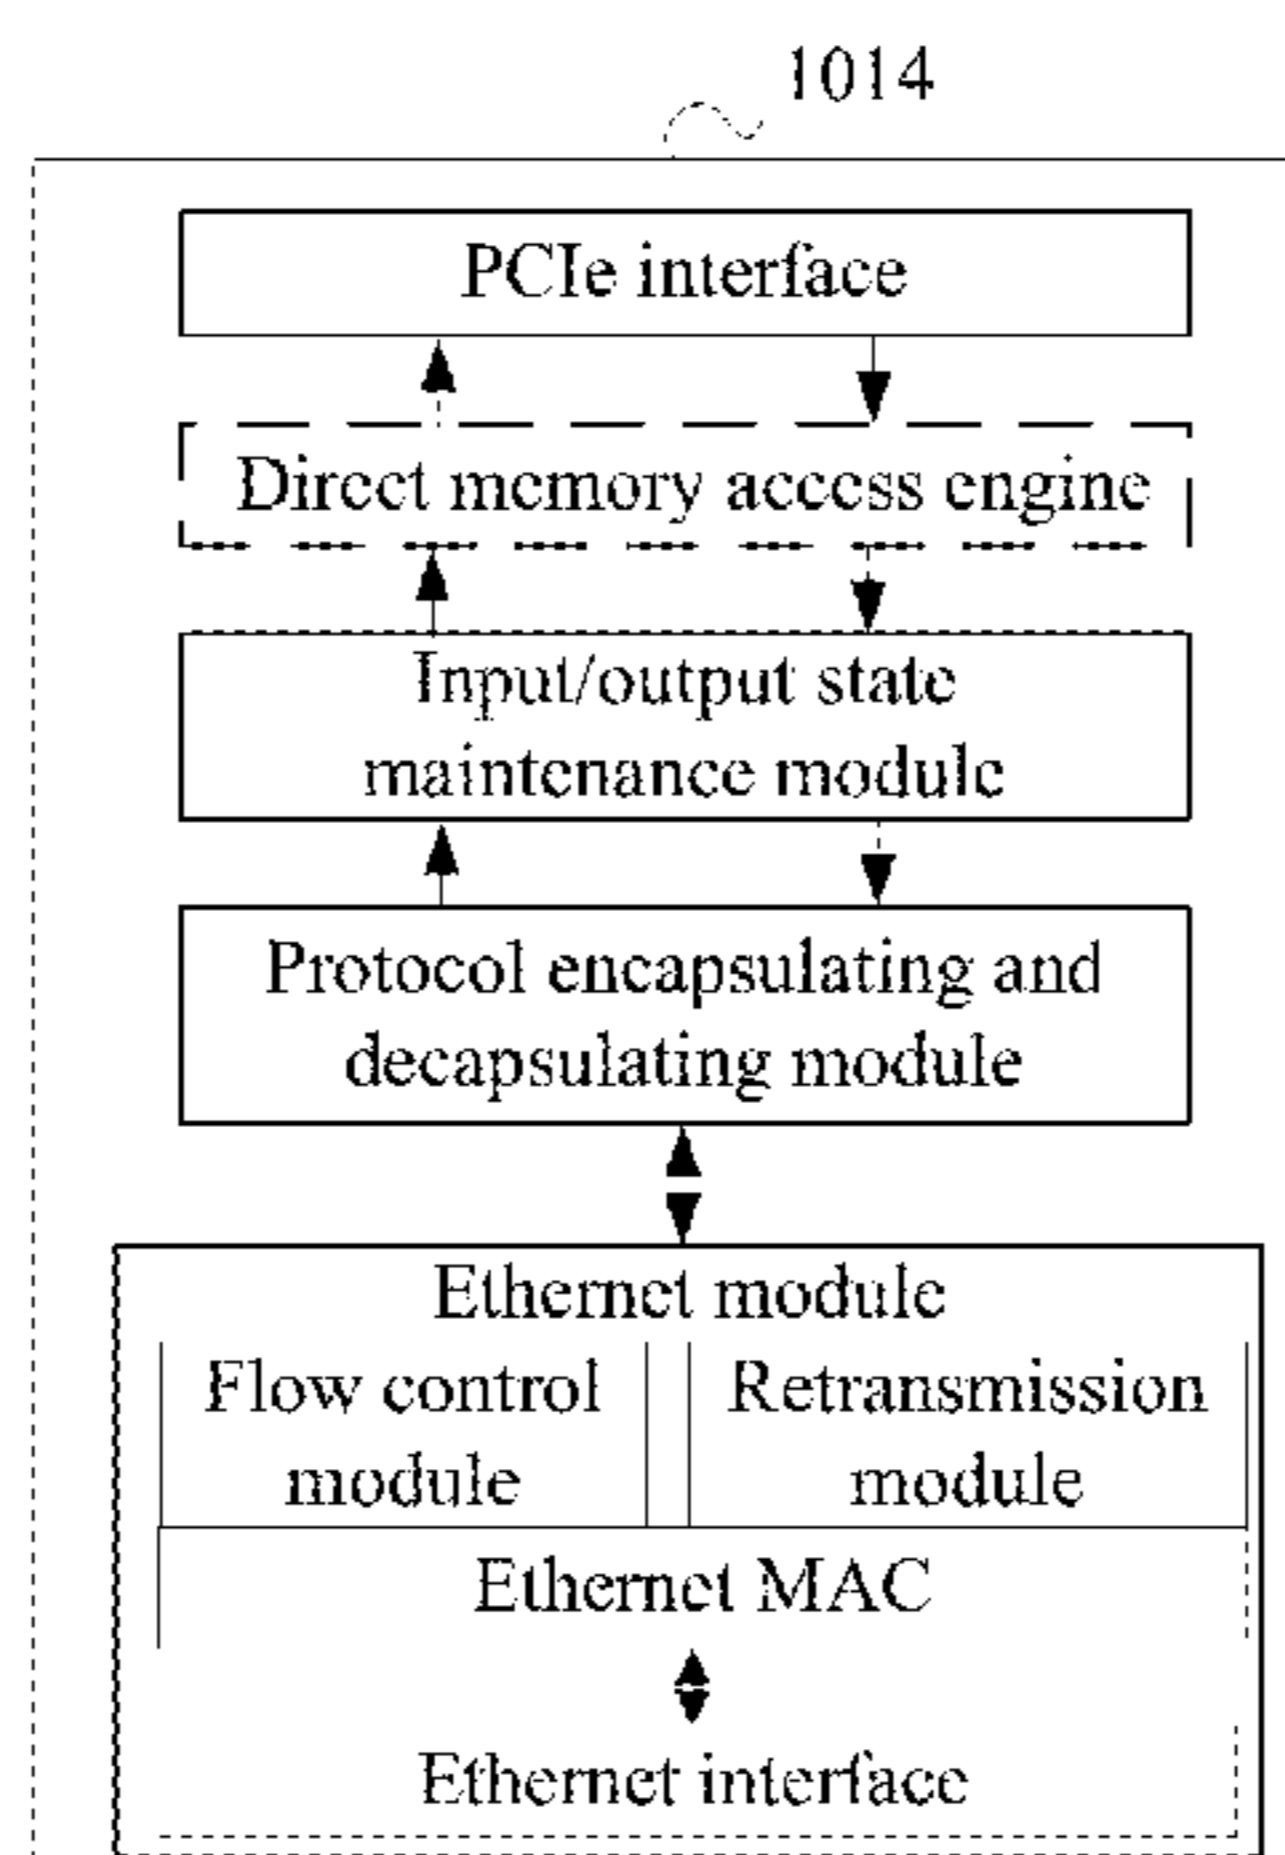 1014
PCIe interface
Direct memory access engine
Input/output state
maintenance module
Protocol encapsulating and
decapsulating module
Ethernet module
Flow control
module
Retransmission
module
Ethernet MAC
Ethernet interface